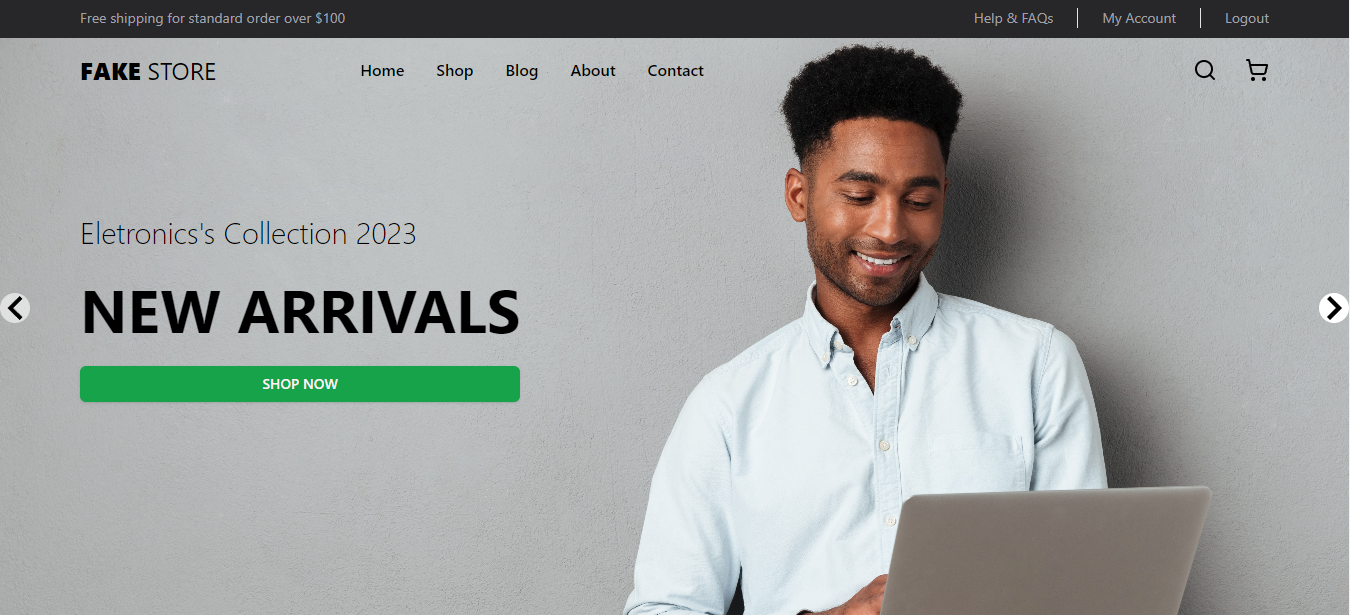 Free shipping for standard order over $100
Help & FAQs
My Account
Logout
FAKE STORE
Home
Shop
Blog
About
Contact
Eletronics's Collection 2023
NEW ARRIVALS
SHOP NOW